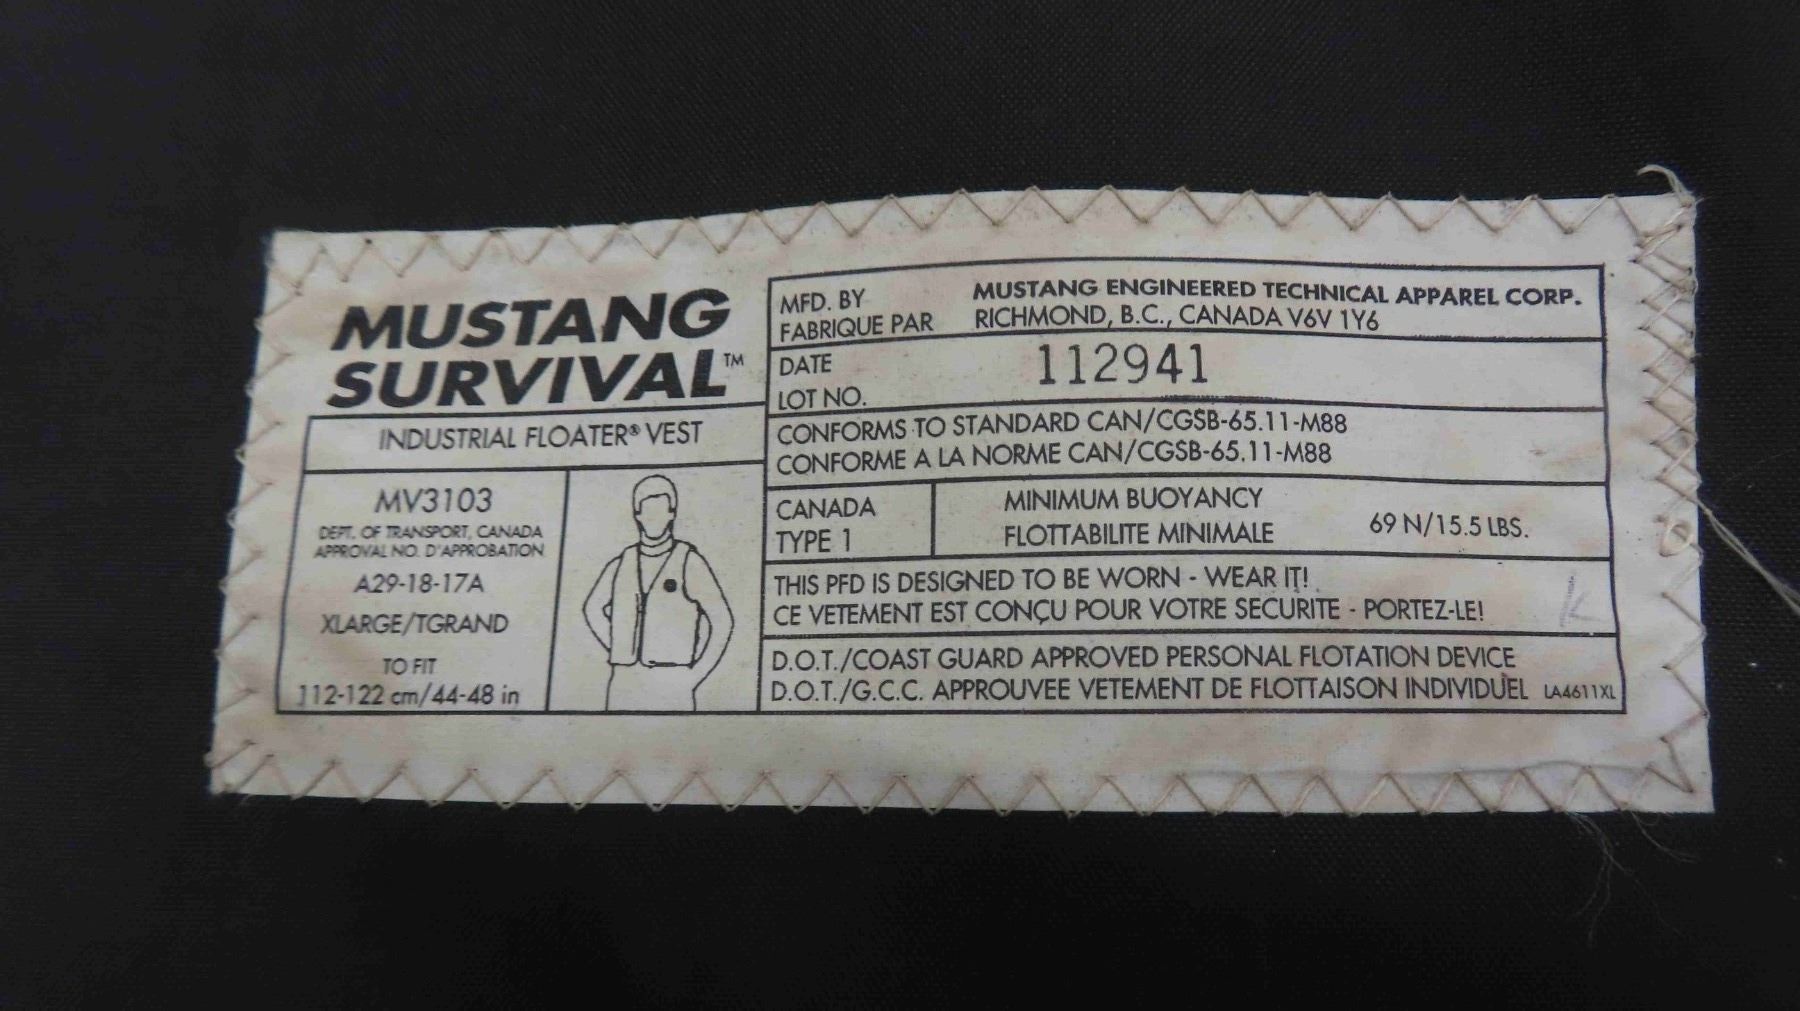 MUSTANG
SURVIVAL™
INDUSTRIAL FLOATER® VEST
MV3103
DEPT. OF TRANSPORT, CANADA
APPROVAL NO. D'APPROBATION
A29-18-17A
XLARGE/TGRAND
TO FIT
112-122 cm/44-48 in
MFD. BY
FABRIQUE PAR
MUSTANG ENGINEERED TECHNICAL APPAREL CORP.
RICHMOND, B.C., CANADA V6V 1Y6
DATE
LOT NO.
112941
CONFORMS TO STANDARD CAN/CGSB-65.11-M88
CONFORME A LA NORME CAN/CGSB-65.11-M88
CANADA
TYPE 1
MINIMUM BUOYANCY
FLOTTABILITE MINIMALE
69 N/15.5 LBS.
THIS PFD IS DESIGNED TO BE WORN - WEAR IT!
CE VETEMENT EST CONÇU POUR VOTRE SECURITE - PORTEZ-LE!
D.O.T./COAST GUARD APPROVED PERSONAL FLOTATION DEVICE
D.O.T./G.C.C. APPROUVEE VETEMENT DE FLOTTAISON INDIVIDUEL LA4611XL